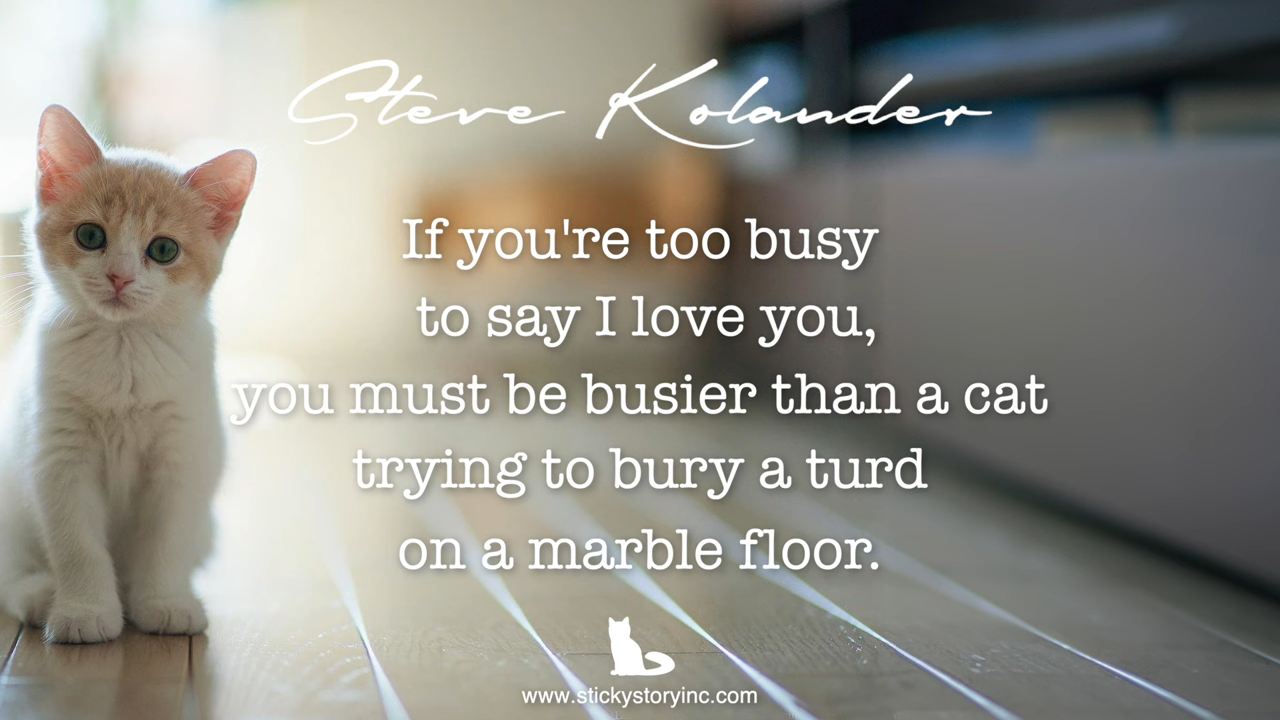 Steve Kolander
If you're too busy
to say I love you,
you must be busier than a cat
trying to bury a turd
on a marble floor.
www.stickystoryinc.com